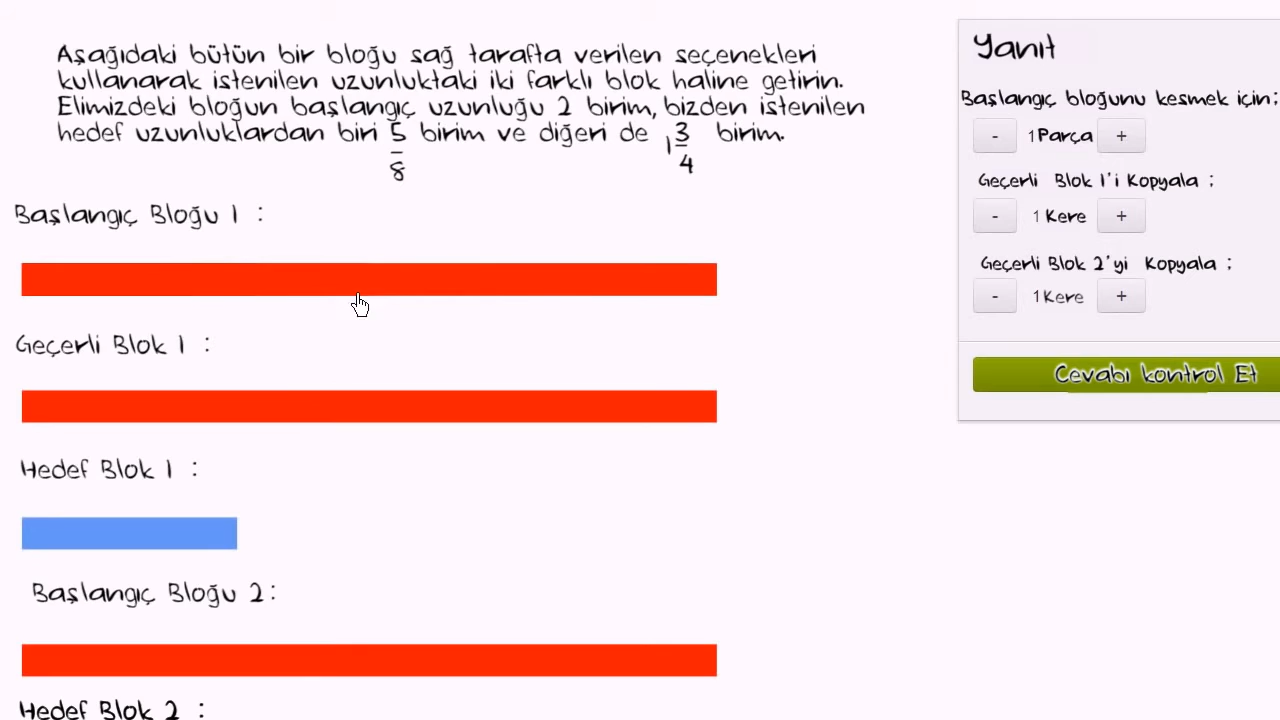 Aşağıdaki bütün bir bloğu sağ tarafta verilen seçenekleri
kullanarak istenilen uzunluktaki iki farklı blok haline getirin.
Elimizdeki bloğun başlangıç uzunluğu 2 birim, bizden istenilen
hedef uzunluklardan biri 5/8 birim ve diğeri de 1 3/4 birim.
Başlangıç Bloğu 1 :
Geçerli Blok 1 :
Hedef Blok 1 :
Başlangıç Bloğu 2 :
Hedef Blok 2 :
Yanıt
Başlangıç bloğunu kesmek için;
- 1 Parça +
Geçerli Blok 1'i Kopyala ;
- 1 Kere +
Geçerli Blok 2'yi Kopyala ;
- 1 Kere +
Cevabı kontrol Et